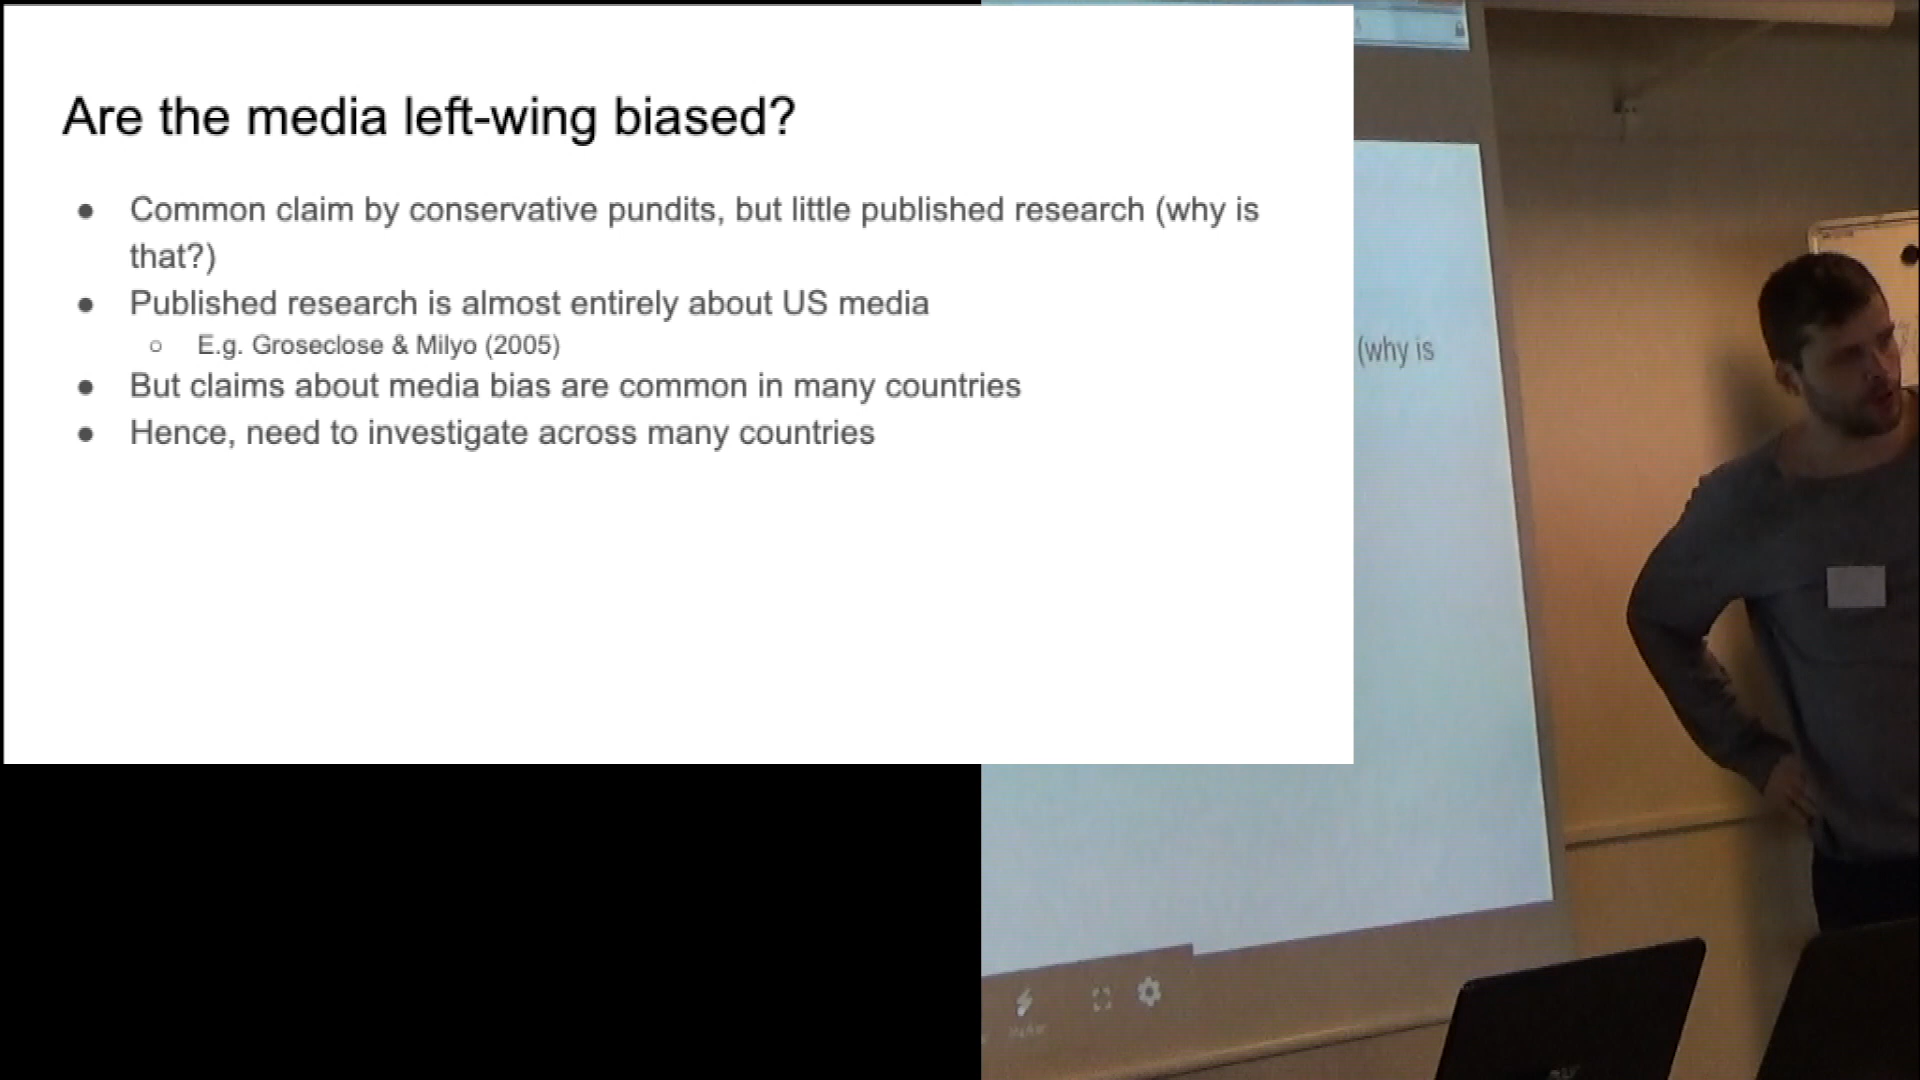 Are the media left-wing biased?
● Common claim by conservative pundits, but little published research (why is
that?)
● Published research is almost entirely about US media
○ E.g. Groseclose & Milyo (2005)
● But claims about media bias are common in many countries
● Hence, need to investigate across many countries
(why is